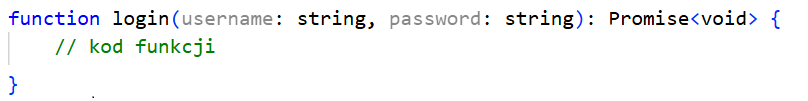 function login(username: string, password: string): Promise<void> {
// kod funkcji
}